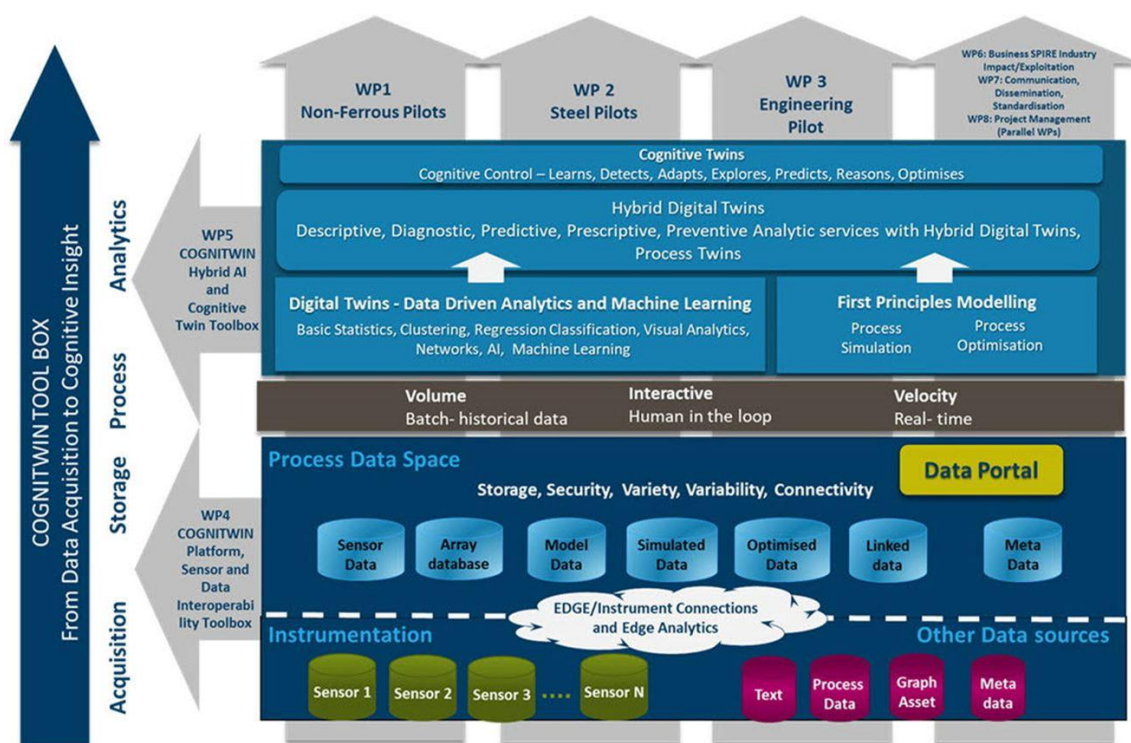 WP1
Non-Ferrous Pilots
WP 2
Steel Pilots
WP 3
Engineering
Pilot
WP6: Business SPIRE Industry
Impact/Exploitation
WP7: Communication,
Dissemination,
Standardisation
WP8: Project Management
(Parallel WPs)
COGNITWIN TOOL BOX
From Data Acquisition to Cognitive Insight
Analytics
Process
Storage
Acquisition
WP5
COGNITWIN
Hybrid AI
and
Cognitive
Twin Toolbox
WP4
COGNITWIN
Platform,
Sensor and
Data
Interoperabi
lity Toolbox
Cognitive Twins
Cognitive Control – Learns, Detects, Adapts, Explores, Predicts, Reasons, Optimises
Hybrid Digital Twins
Descriptive, Diagnostic, Predictive, Prescriptive, Preventive Analytic services with Hybrid Digital Twins,
Process Twins
Digital Twins - Data Driven Analytics and Machine Learning
Basic Statistics, Clustering, Regression Classification, Visual Analytics,
Networks, AI, Machine Learning
First Principles Modelling
Process
Simulation
Process
Optimisation
Volume
Batch- historical data
Interactive
Human in the loop
Velocity
Real- time
Process Data Space
Data Portal
Storage, Security, Variety, Variability, Connectivity
Sensor
Data
Array
database
Model
Data
Simulated
Data
Optimised
Data
Linked
data
Meta
Data
EDGE/Instrument Connections
and Edge Analytics
Instrumentation
Other Data sources
Sensor 1
Sensor 2
Sensor 3
....
Sensor N
Text
Process
Data
Graph
Asset
Meta
data